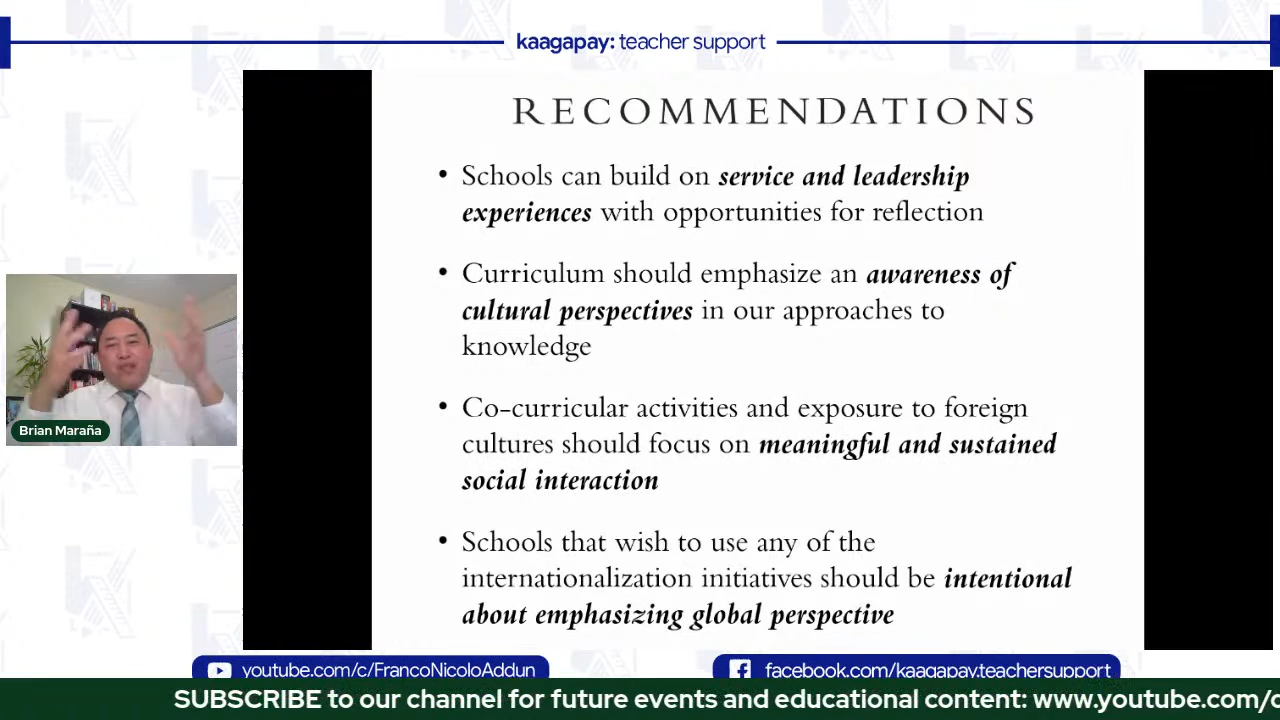 kaagapay: teacher support
RECOMMENDATIONS
• Schools can build on service and leadership
experiences with opportunities for reflection
• Curriculum should emphasize an awareness of
cultural perspectives in our approaches to
knowledge
• Co-curricular activities and exposure to foreign
cultures should focus on meaningful and sustained
social interaction
• Schools that wish to use any of the
internationalization initiatives should be intentional
about emphasizing global perspective
Brian Maraña
youtube.com/c/FrancoNicoloAddun
facebook.com/kaagapay.teachersupport
SUBSCRIBE to our channel for future events and educational content: www.youtube.com/c